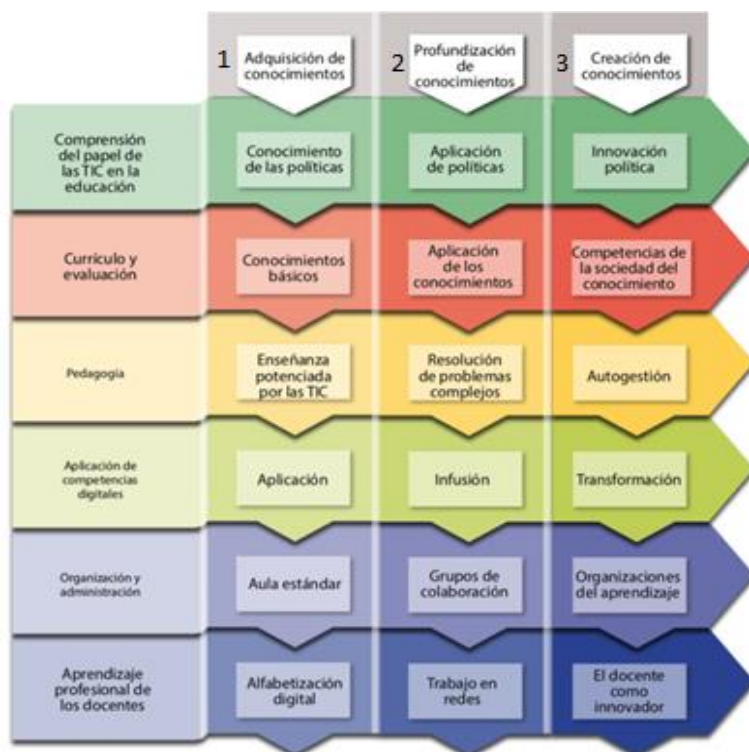 1
Adquisición de
conocimientos
2
Profundización
de
conocimientos
3
Creación de
conocimientos
Comprensión
del papel de
las TIC en la
educación
Conocimiento
de las políticas
Aplicación
de políticas
Innovación
política
Currículo y
evaluación
Conocimientos
básicos
Aplicación
de los
conocimientos
Competencias de
la sociedad del
conocimiento
Pedagogía
Enseñanza
potenciada
por las TIC
Resolución
de problemas
complejos
Autogestión
Aplicación de
competencias
digitales
Aplicación
Infusión
Transformación
Organización y
administración
Aula estándar
Grupos de
colaboración
Organizaciones
del aprendizaje
Aprendizaje
profesional de
los docentes
Alfabetización
digital
Trabajo en
redes
El docente
como
innovador